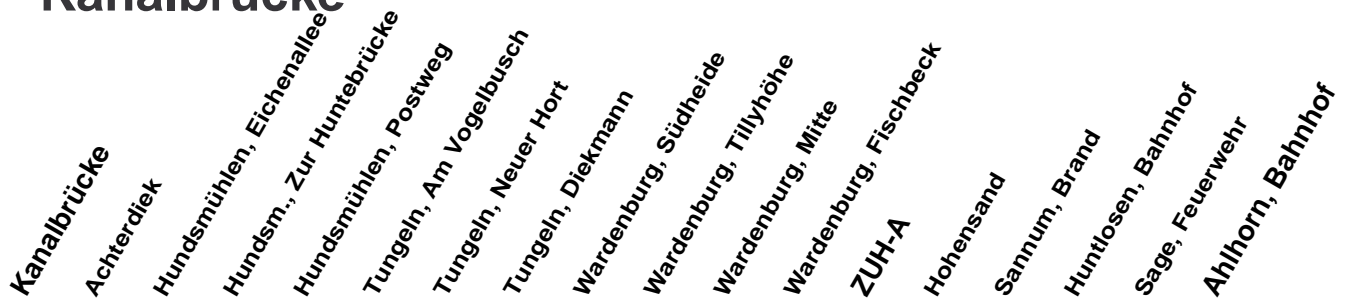 Kanalbrücke
Kanalbrücke
Achterdiek
Hundsmühlen, Eichenallee
Hundsm., Zur Huntebrücke
Hundsmühlen, Postweg
Tungeln, Am Vogelbusch
Tungeln, Neuer Hort
Tungeln, Diekmann
Wardenburg, Südheide
Wardenburg, Tillyhöhe
Wardenburg, Mitte
Wardenburg, Fischbeck
ZUH-A
Hohensand
Sannum, Brand
Huntlosen, Bahnhof
Sage, Feuerwehr
Ahlhorn, Bahnhof